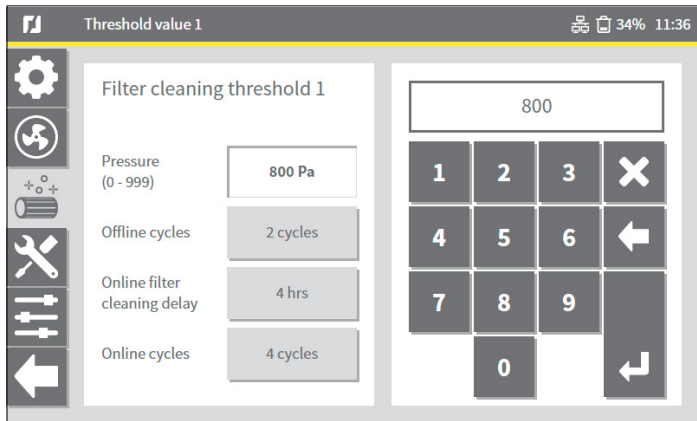 Threshold value 1
34% 11:36
Filter cleaning threshold 1
Pressure
(0 - 999)
800 Pa
Offline cycles
2 cycles
Online filter
cleaning delay
4 hrs
Online cycles
4 cycles
800
1 2 3
4 5 6
7 8 9
0